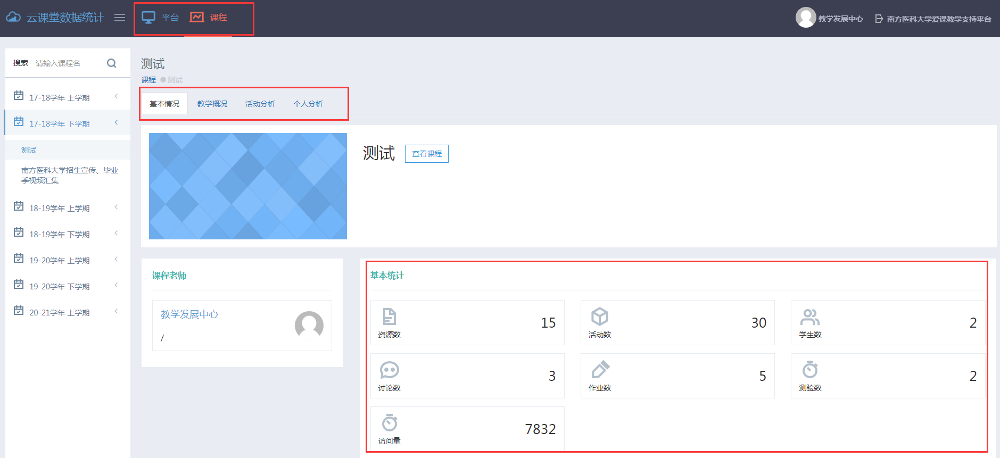 云课堂数据统计
平台
课程
教学发展中心
南方医科大学爱课教学支持平台
搜索 请输入课程名
17-18学年 上学期
17-18学年 下学期
测试
南方医科大学招生宣传、毕业
季视频汇集
18-19学年 上学期
18-19学年 下学期
19-20学年 上学期
19-20学年 下学期
20-21学年 上学期
测试
课程 测试
基本情况 教学概况 活动分析 个人分析
测试 查看课程
课程老师
教学发展中心
/
基本统计
资源数 15
活动数 30
学生数 2
讨论数 3
作业数 5
测验数 2
访问量 7832